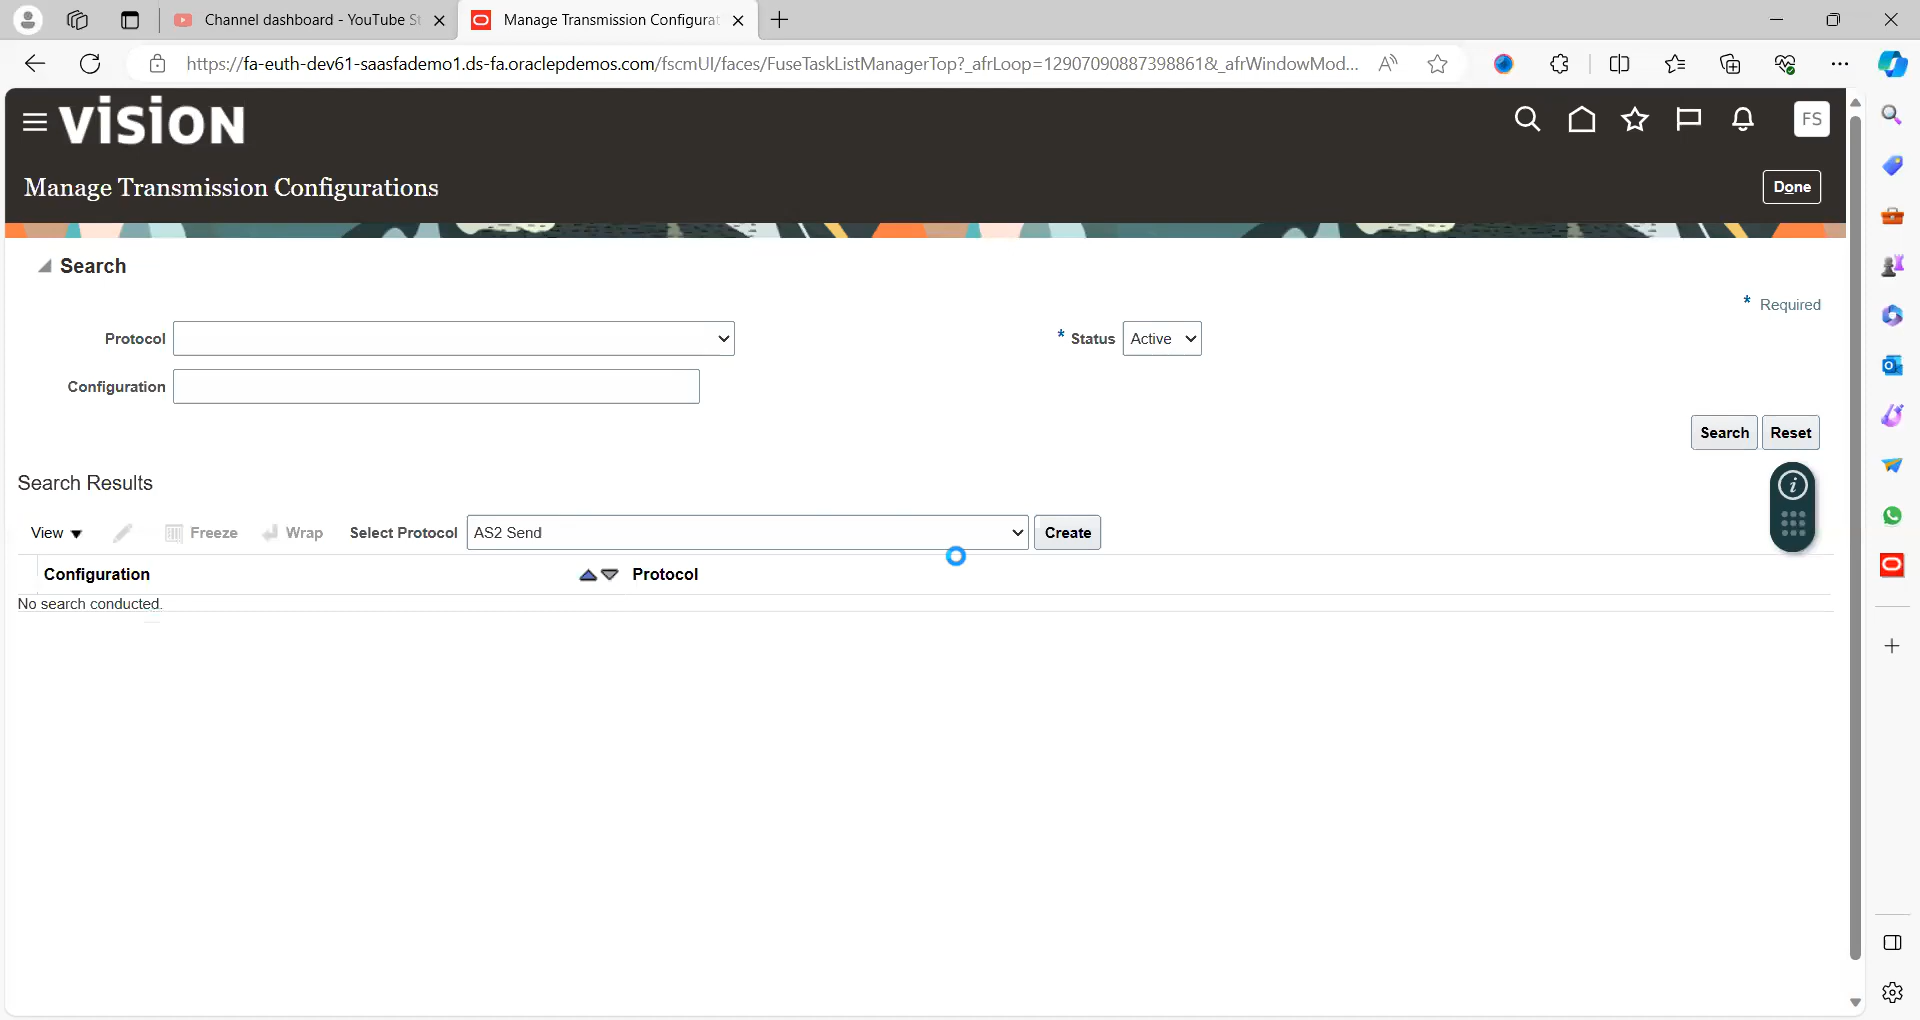 Channel dashboard - YouTube St
Manage Transmission Configurat
https://fa-euth-dev61-saasfademo1.ds-fa.oraclepdemos.com/fscmUI/faces/FuseTaskListManagerTop?_afrLoop=12907090887398861&_afrWindowMod...
VISION
FS
Manage Transmission Configurations
Done
Search
* Required
Protocol
* Status Active
Configuration
Search Reset
Search Results
View Freeze Wrap Select Protocol AS2 Send Create
Configuration Protocol
No search conducted.